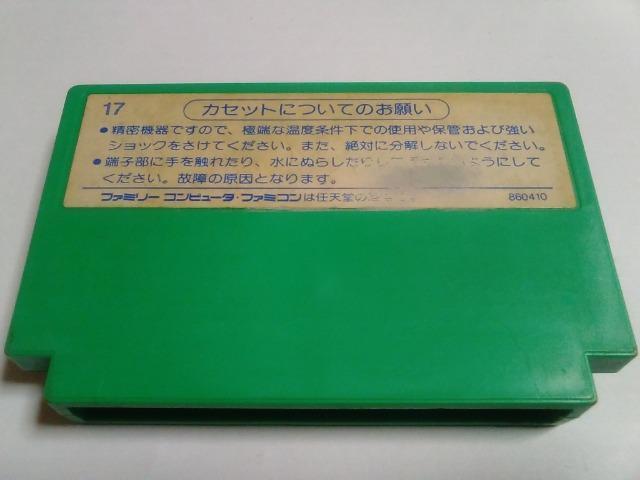 17
カセットについてのお願い
●精密機器ですので、極端な温度条件下での使用や保管および強い
ショックをさけてください。また、絶対に分解しないでください。
●端子部に手を触れたり、水にぬらしたり ようにして
ください。故障の原因となります。
ファミリー コンピュータ・ファミコンは任天堂の
860410